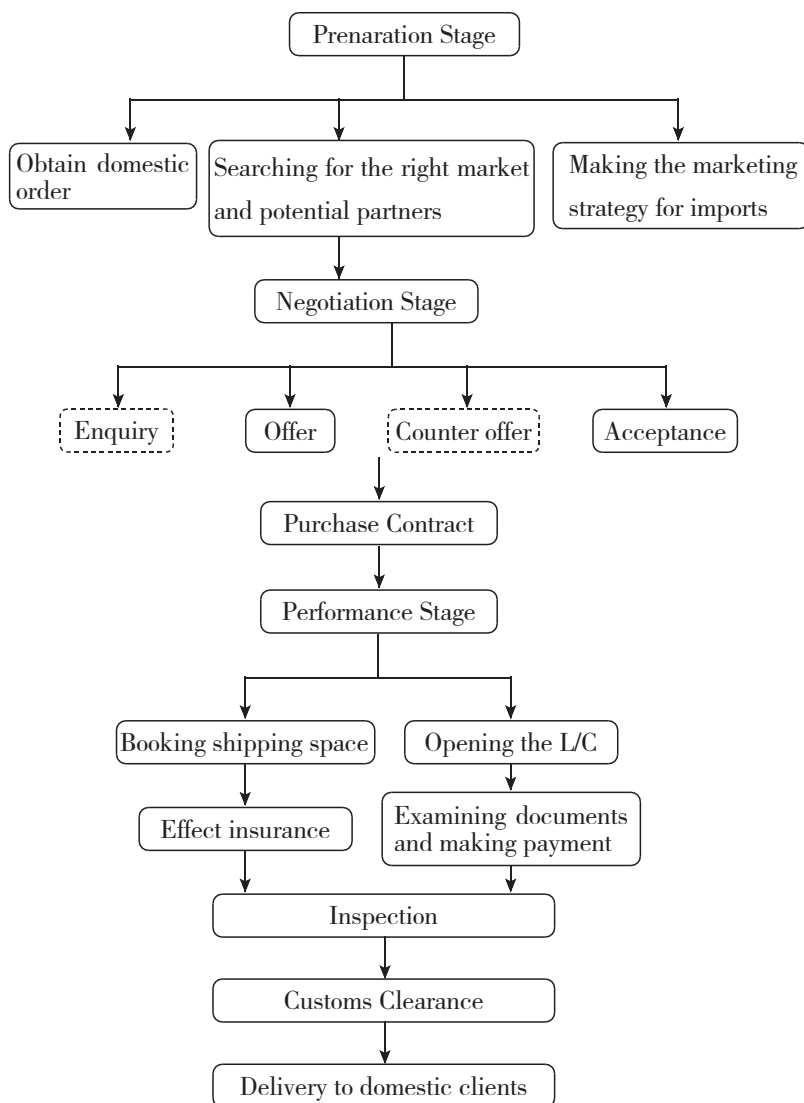 Prenaration Stage
Obtain domestic
order
Searching for the right market
and potential partners
Making the marketing
strategy for imports
Negotiation Stage
Enquiry
Offer
Counter offer
Acceptance
Purchase Contract
Performance Stage
Booking shipping space
Opening the L/C
Effect insurance
Examining documents
and making payment
Inspection
Customs Clearance
Delivery to domestic clients